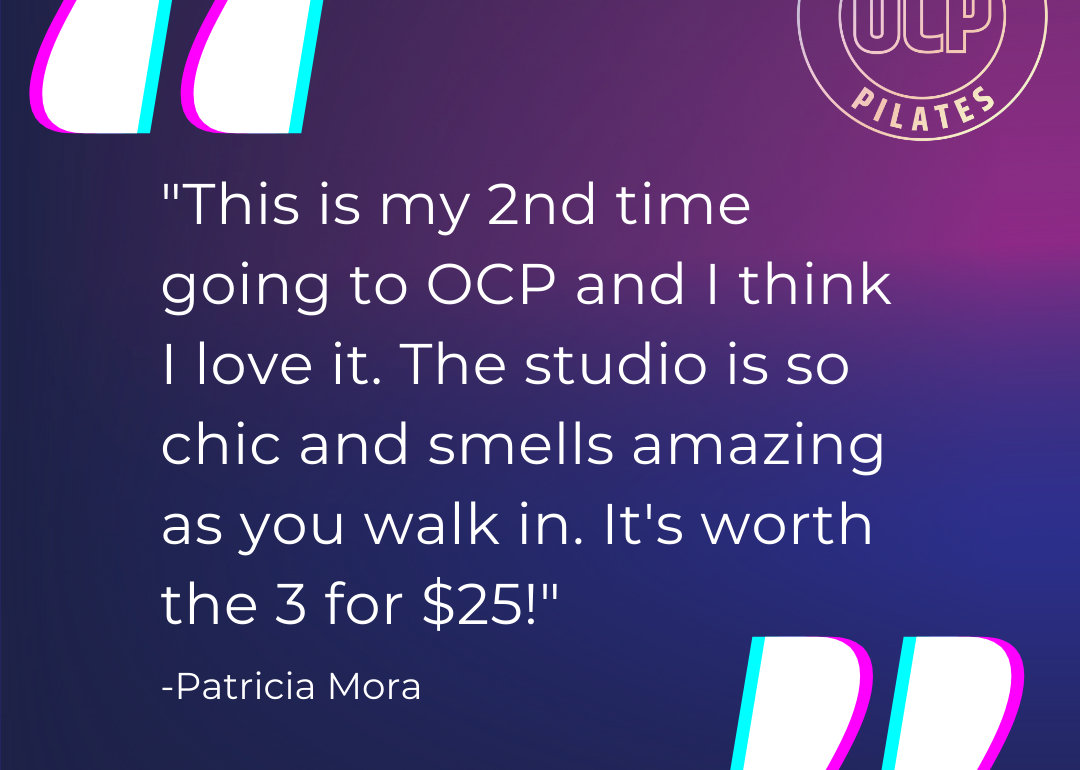 OCP
PILATES
"This is my 2nd time
going to OCP and I think
I love it. The studio is so
chic and smells amazing
as you walk in. It's worth
the 3 for $25!"
-Patricia Mora